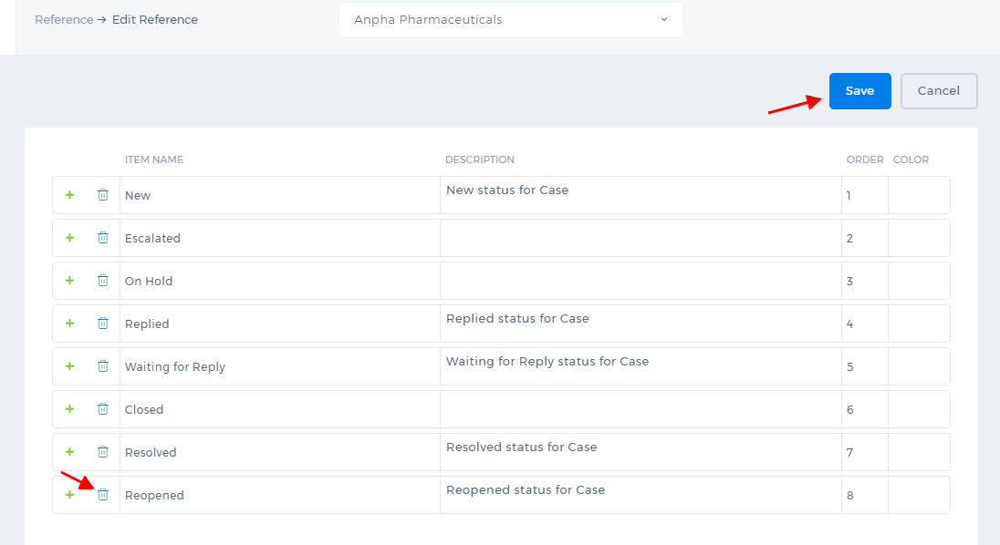 Reference → Edit Reference
Anpha Pharmaceuticals
Save
Cancel
ITEM NAME DESCRIPTION ORDER COLOR
New New status for Case 1
Escalated 2
On Hold 3
Replied Replied status for Case 4
Waiting for Reply Waiting for Reply status for Case 5
Closed 6
Resolved Resolved status for Case 7
Reopened Reopened status for Case 8